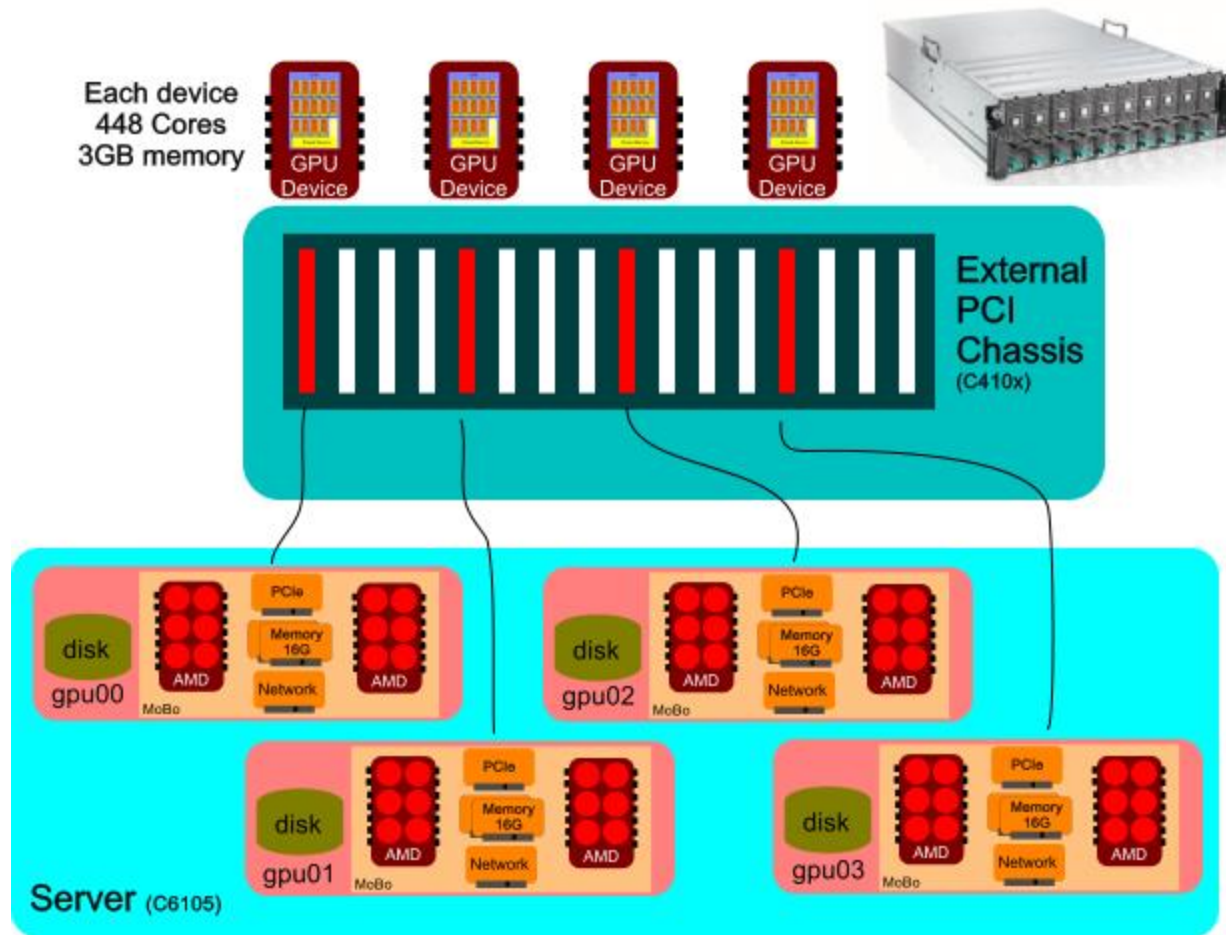 Each device
448 Cores
3GB memory
GPU
Device
GPU
Device
GPU
Device
GPU
Device
External
PCI
Chassis
(C410x)
disk
gpu00
AMD
PCIe
Memory
16G
Network
AMD
MoBo
disk
gpu02
AMD
PCIe
Memory
16G
Network
AMD
MoBo
disk
gpu01
AMD
PCIe
Memory
16G
Network
AMD
MoBo
disk
gpu03
AMD
PCIe
Memory
16G
Network
AMD
MoBo
Server (C6105)